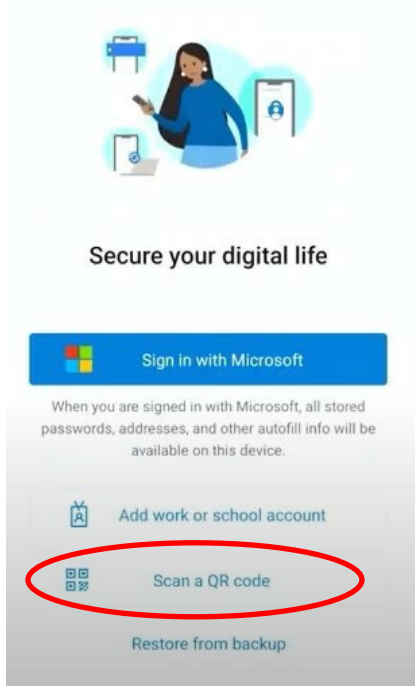 Secure your digital life
Sign in with Microsoft
When you are signed in with Microsoft, all stored
passwords, addresses, and other autofill info will be
available on this device.
Add work or school account
Scan a QR code
Restore from backup